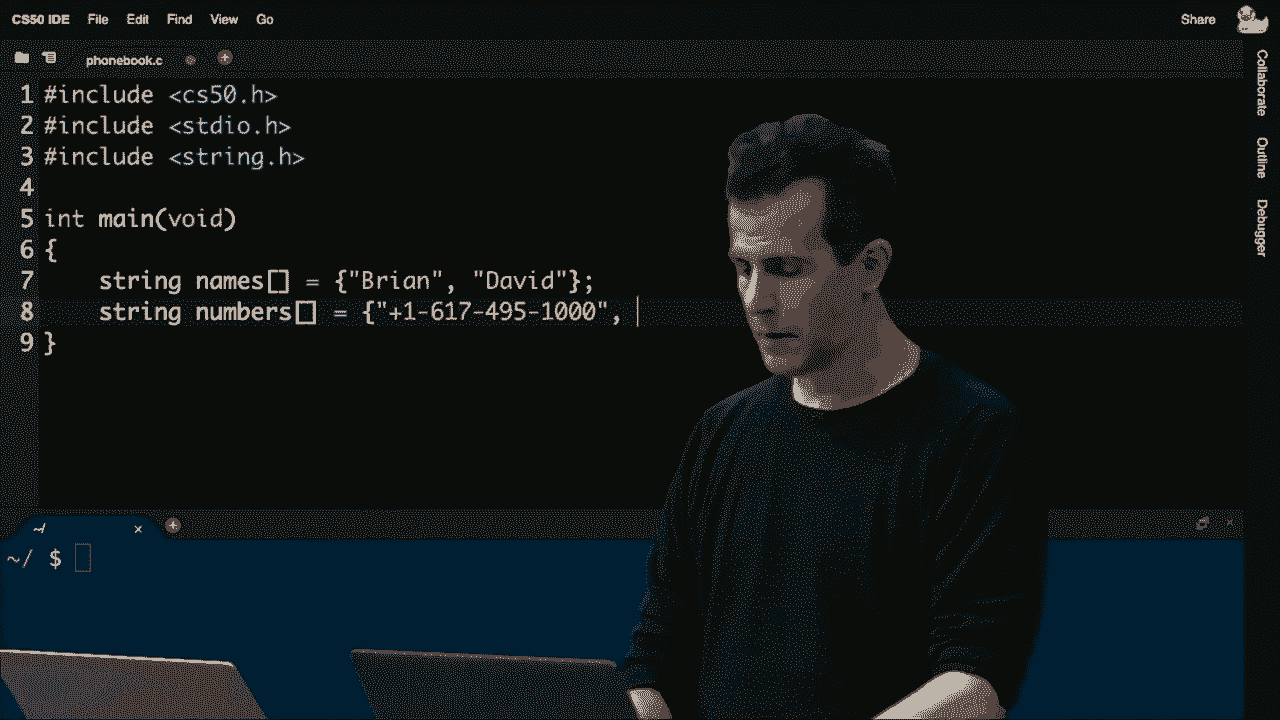 CS50 IDE File Edit Find View Go Share
phonebook.c
1 #include <cs50.h>
2 #include <stdio.h>
3 #include <string.h>
4
5 int main(void)
6 {
7     string names[] = {"Brian", "David"};
8     string numbers[] = {"+1-617-495-1000",
9 }
~/
~/ $
Collaborate
Outline
Debugger